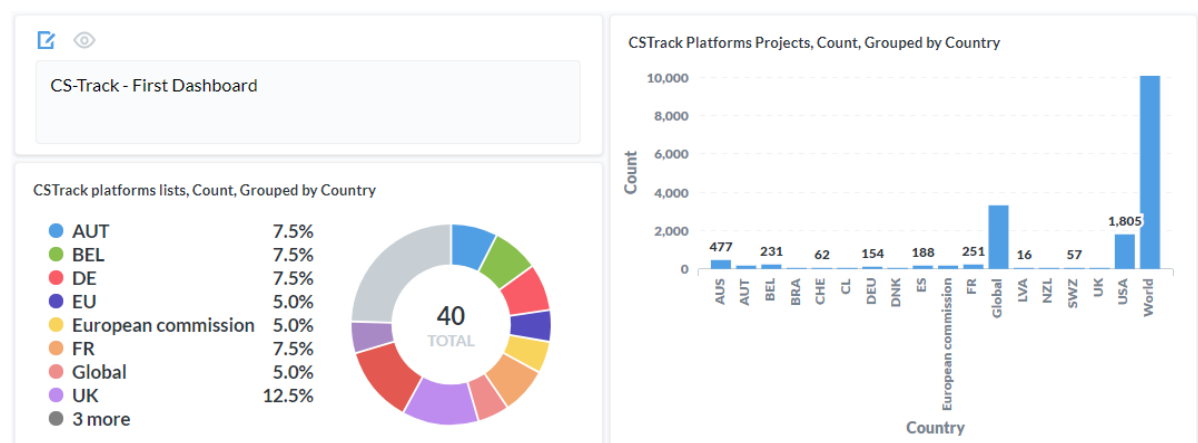 CS-Track - First Dashboard
CSTrack platforms lists, Count, Grouped by Country
AUT 7.5%
BEL 7.5%
DE 7.5%
EU 5.0%
European commission 5.0%
FR 7.5%
Global 5.0%
UK 12.5%
3 more
40
TOTAL
CSTrack Platforms Projects, Count, Grouped by Country
Count
10,000
8,000
6,000
4,000
2,000
0
477
231
62
154
188
251
16
57
1,805
AUS
AUT
BEL
BRA
CHE
CL
DEU
DNK
ES
European commission
FR
Global
LVA
NZL
SWZ
UK
USA
World
Country